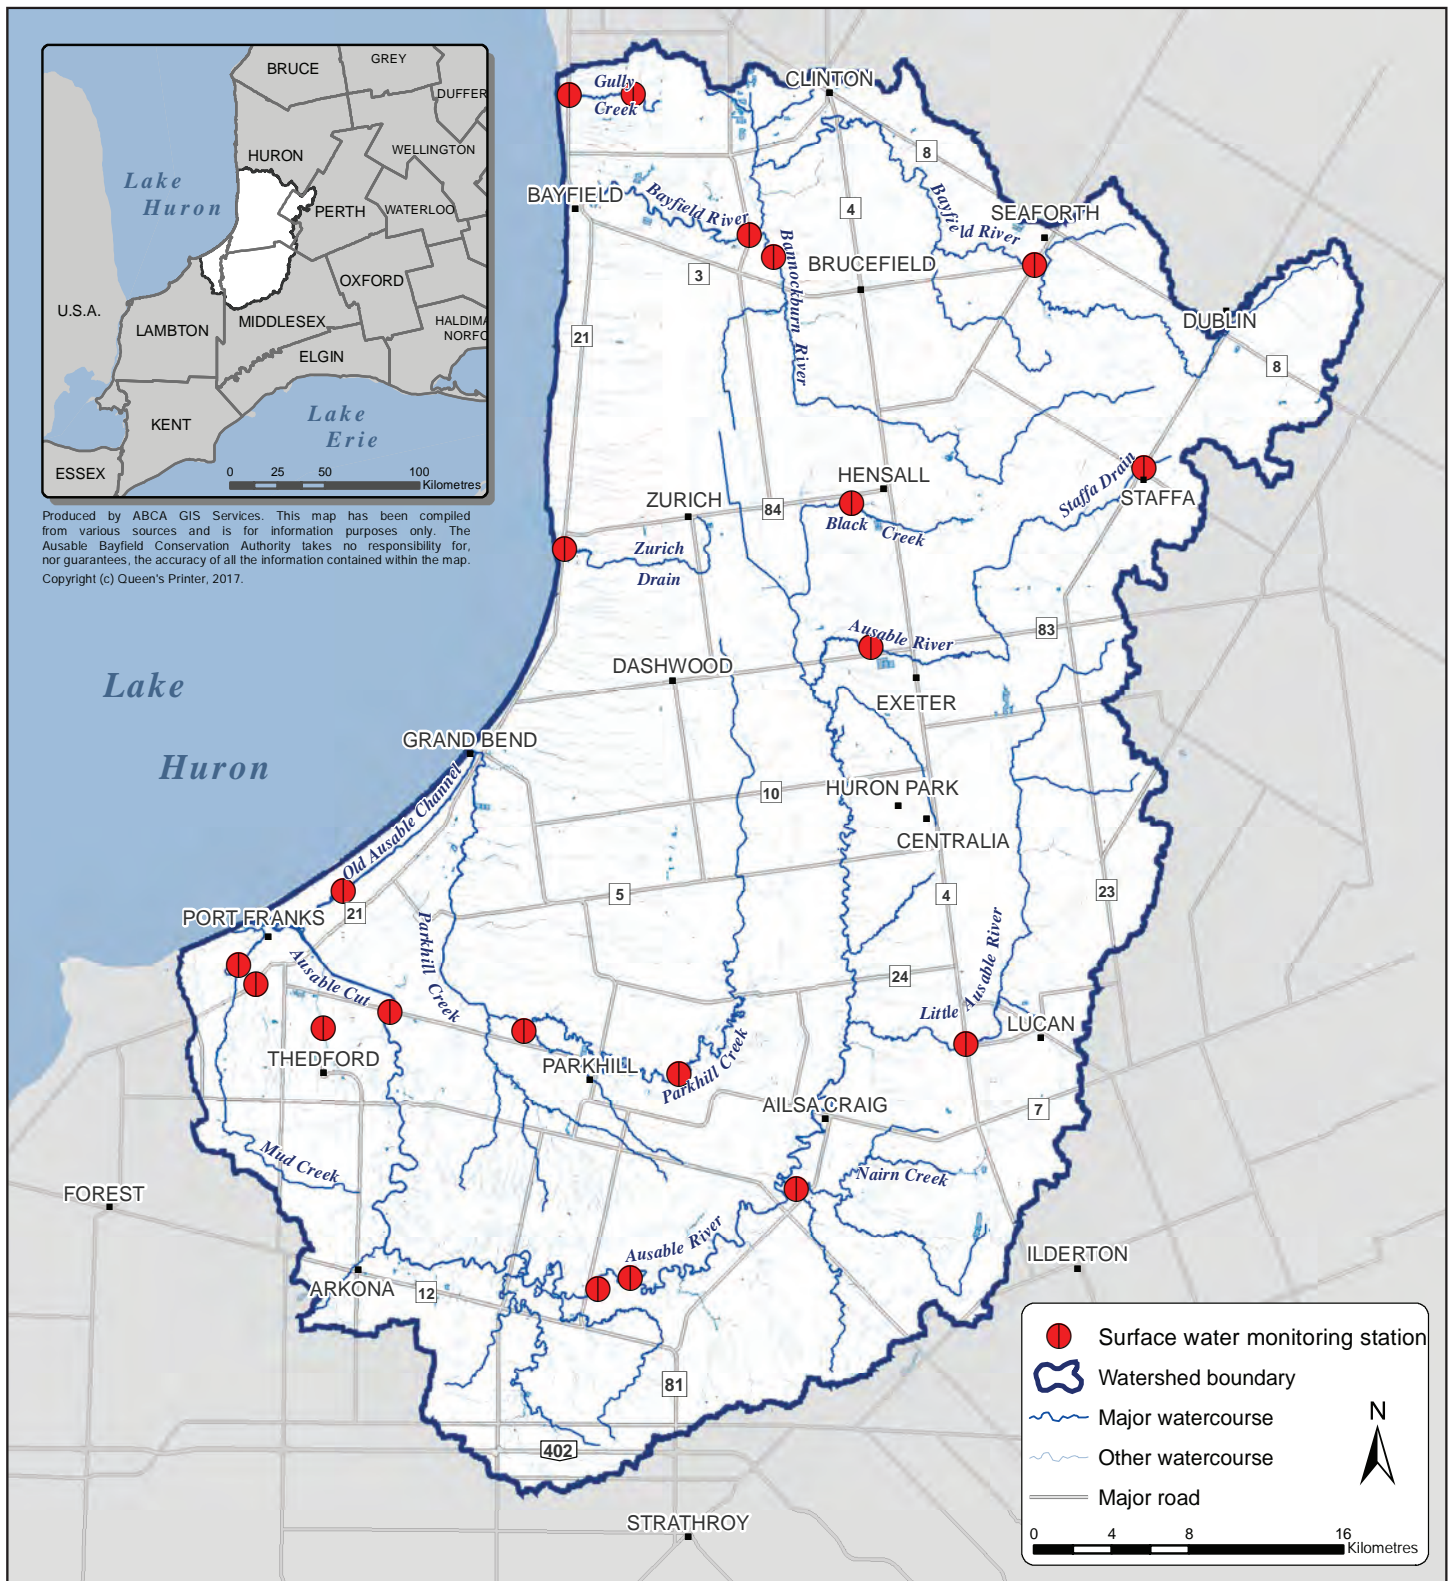 BRUCE
GREY
DUFFER
WELLINGTON
HURON
Lake
Huron
PERTH
WATERLOO
OXFORD
U.S.A.
LAMBTON
MIDDLESEX
HALDIMA
NORFO
ELGIN
Lake
Erie
KENT
ESSEX
0 25 50 100
Kilometres
Produced by ABCA GIS Services. This map has been compiled
from various sources and is for information purposes only. The
Ausable Bayfield Conservation Authority takes no responsibility for,
nor guarantees, the accuracy of all the information contained within the map.
Copyright (c) Queen's Printer, 2017.
Gully
Creek
CLINTON
8
BAYFIELD
Bayfield River
4
Bayfield River
SEAFORTH
Bannockburn River
BRUCEFIELD
3
21
DUBLIN
8
HENSALL
Staffa Drain
STAFFA
ZURICH
84
Black
Creek
Zurich
Drain
Ausable River
83
DASHWOOD
EXETER
Lake
Huron
GRAND BEND
Old Ausable Channel
10
HURON PARK
CENTRALIA
5
4
23
21
PORT FRANKS
Parkhill Creek
Ausable Cut
24
Little Ausable River
LUCAN
THEDFORD
PARKHILL
Parkhill Creek
AILSA CRAIG
7
Mud Creek
Nairn Creek
FOREST
Ausable River
ILDERTON
ARKONA
12
81
402
STRATHROY
Surface water monitoring station
Watershed boundary
Major watercourse
Other watercourse
Major road
N
0 4 8 16
Kilometres